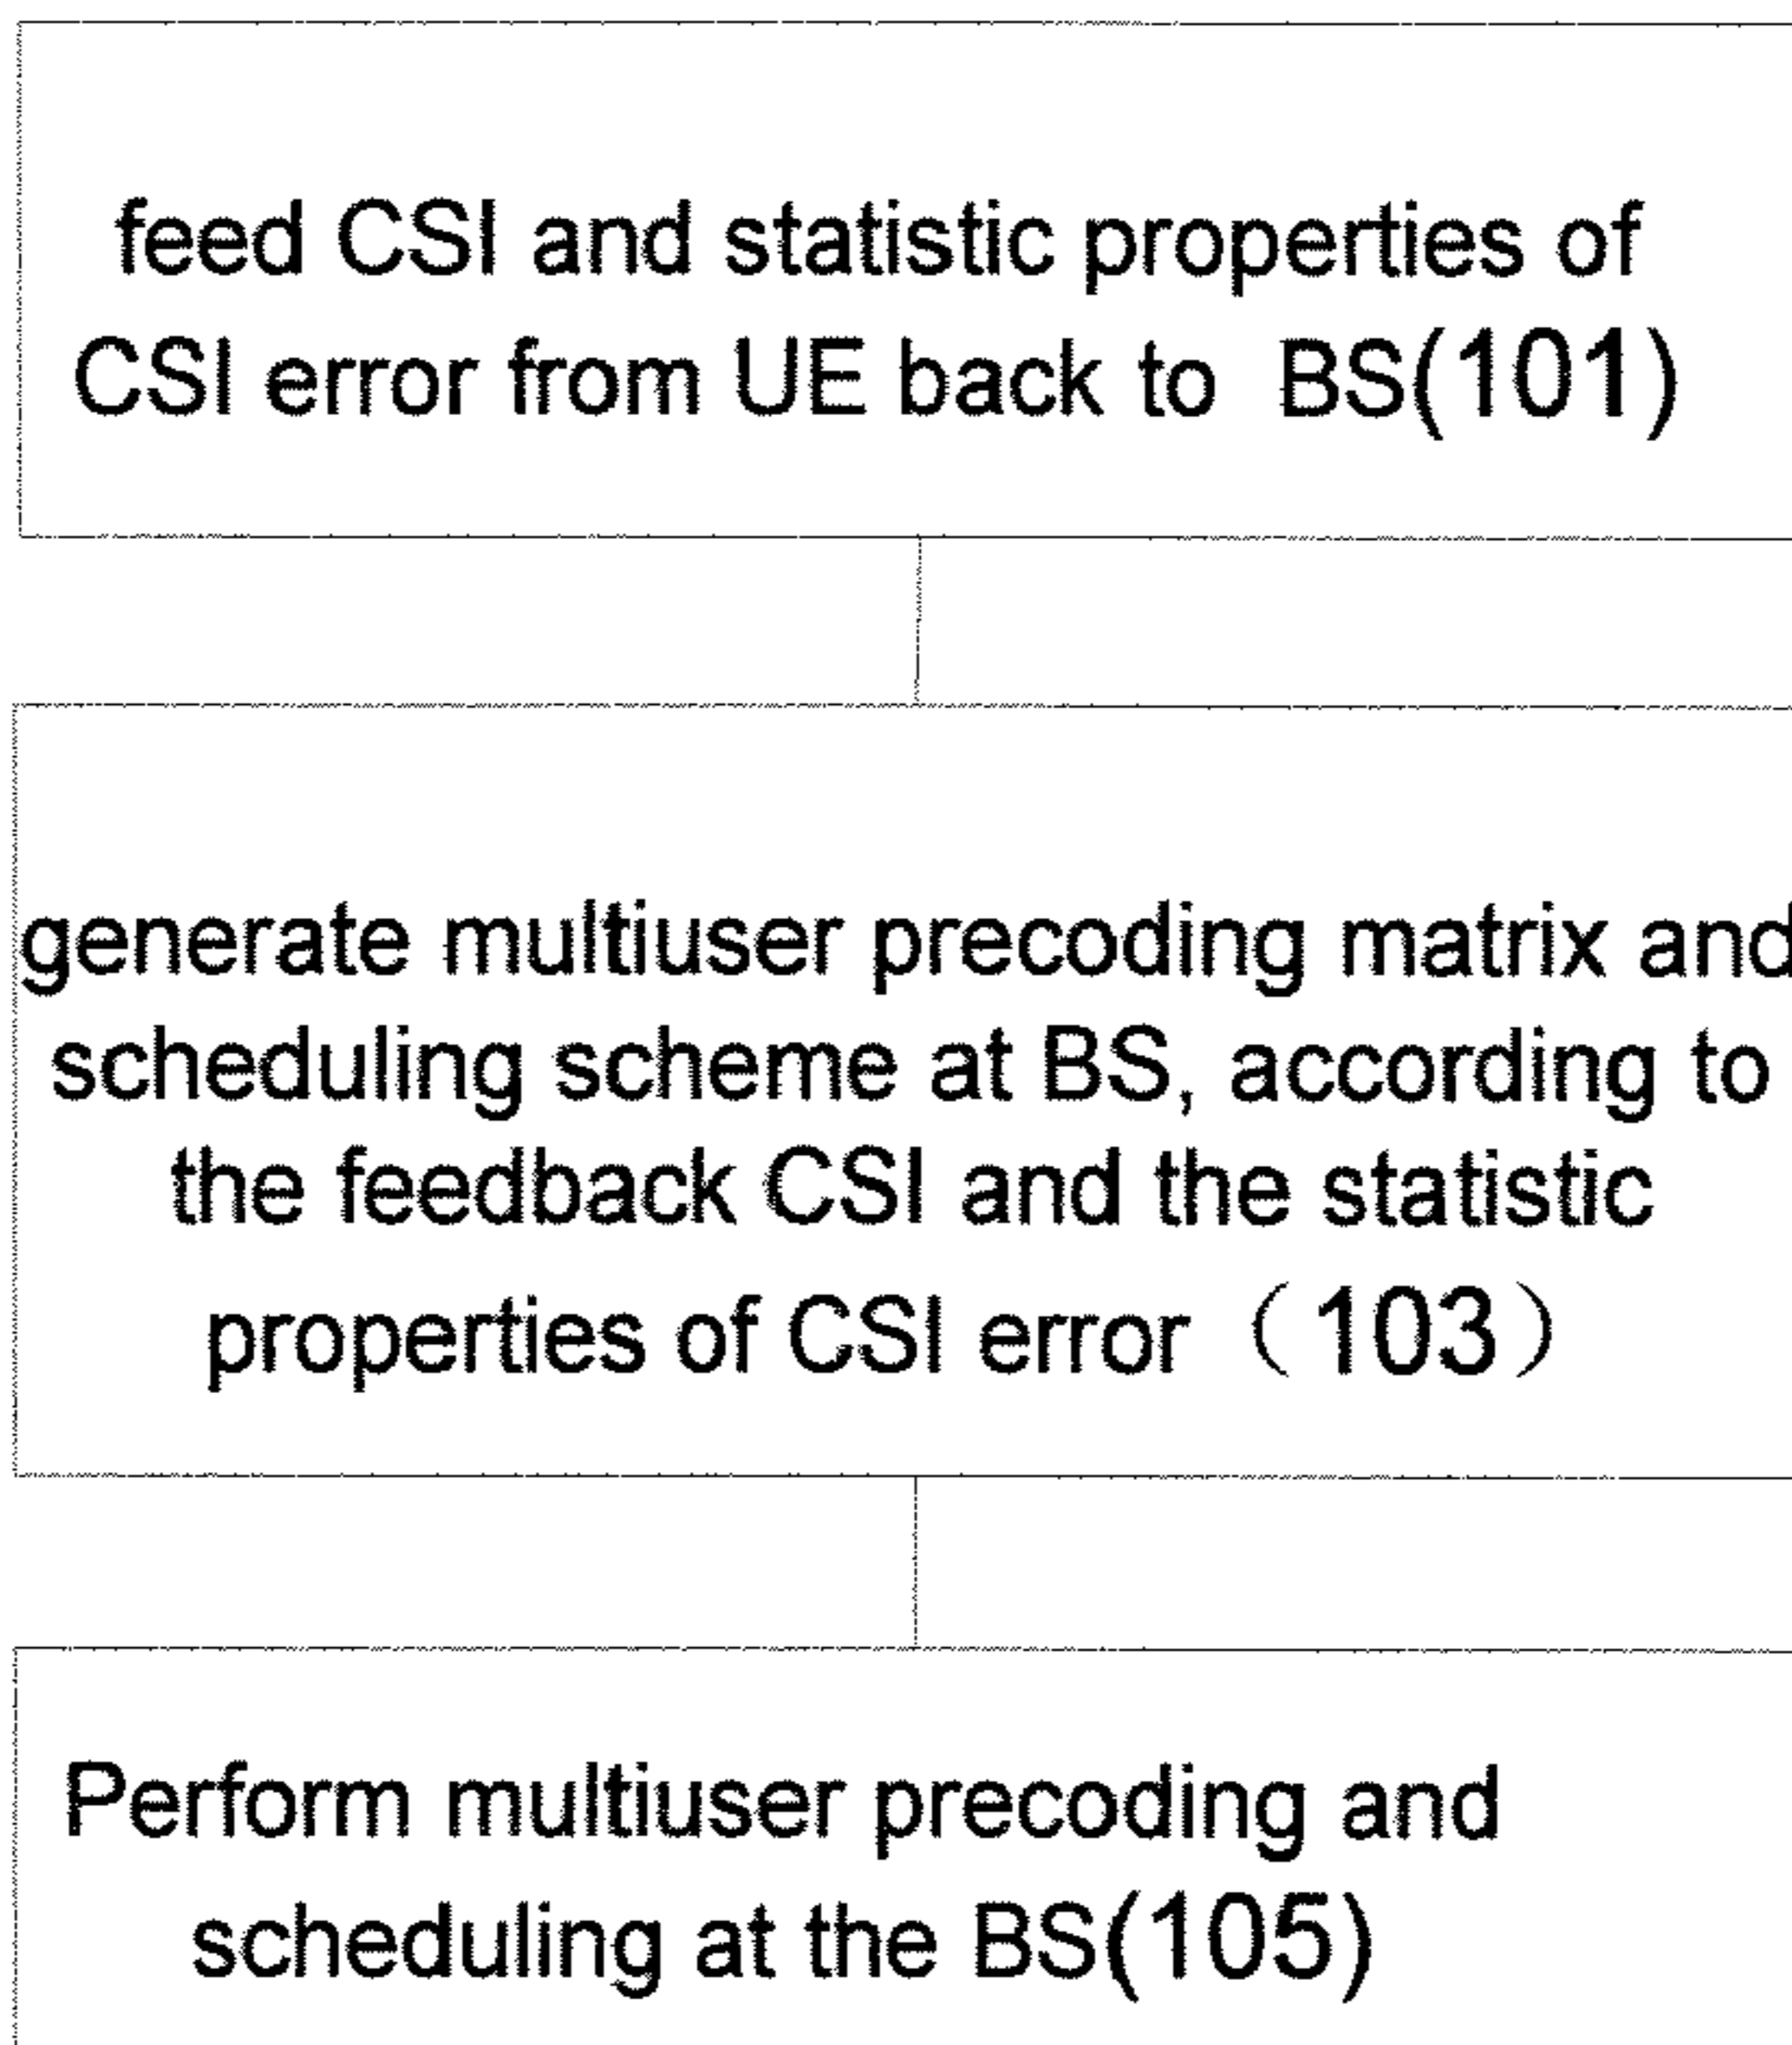 feed CSI and statistic properties of
CSI error from UE back to BS(101)
generate multiuser precoding matrix and
scheduling scheme at BS, according to
the feedback CSI and the statistic
properties of CSI error（103）
Perform multiuser precoding and
scheduling at the BS(105)